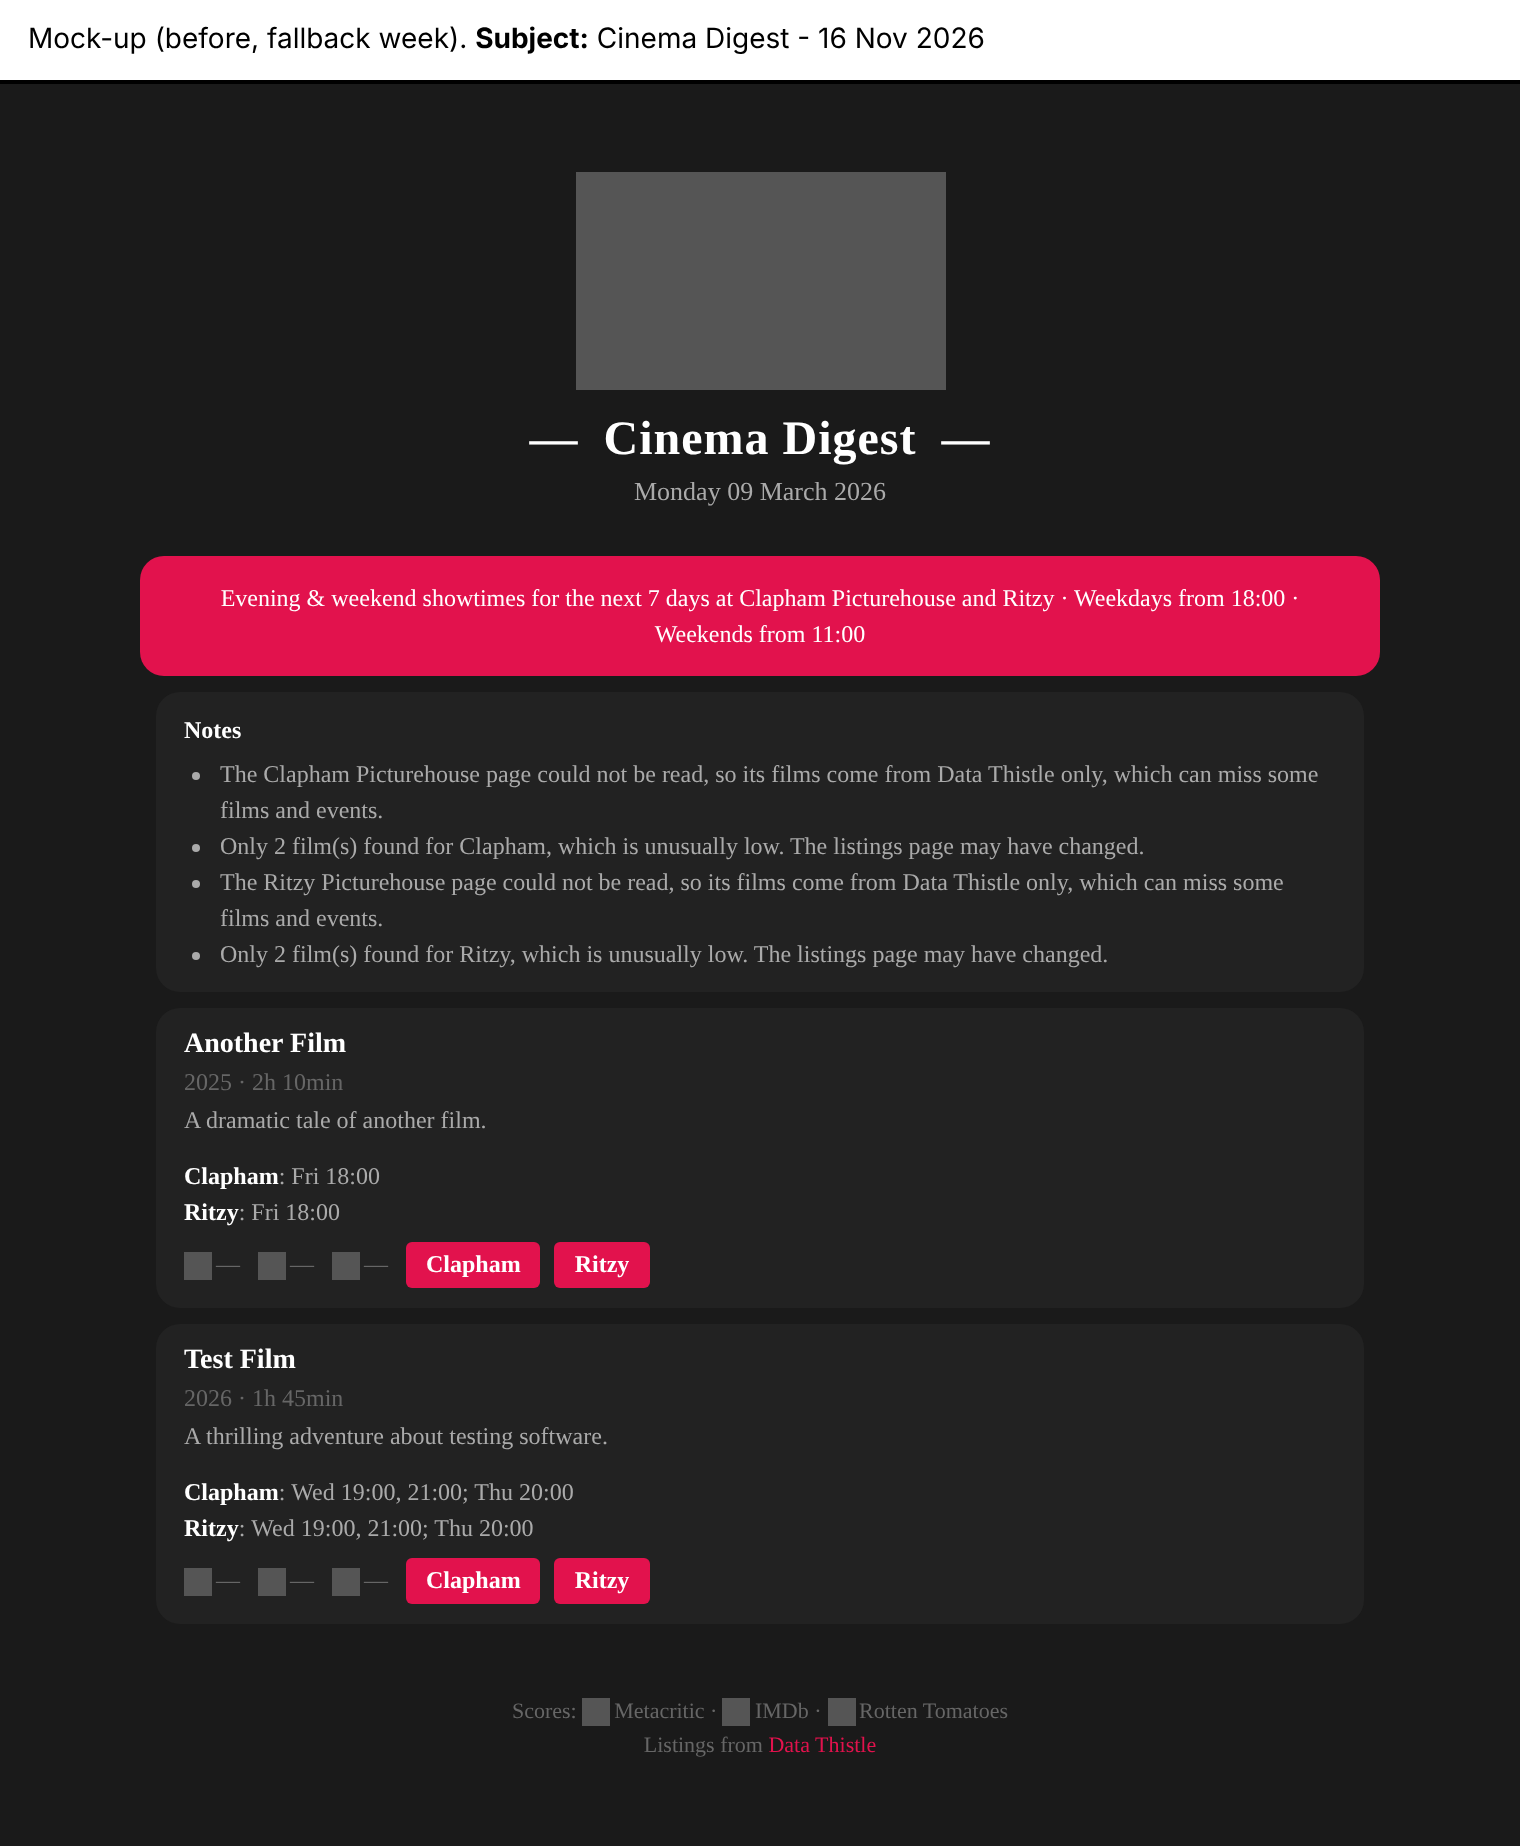 Mock-up (before, fallback week). Subject: Cinema Digest - 16 Nov 2026
— Cinema Digest —
Monday 09 March 2026
Evening & weekend showtimes for the next 7 days at Clapham Picturehouse and Ritzy · Weekdays from 18:00 ·
Weekends from 11:00
Notes
• The Clapham Picturehouse page could not be read, so its films come from Data Thistle only, which can miss some
films and events.
• Only 2 film(s) found for Clapham, which is unusually low. The listings page may have changed.
• The Ritzy Picturehouse page could not be read, so its films come from Data Thistle only, which can miss some
films and events.
• Only 2 film(s) found for Ritzy, which is unusually low. The listings page may have changed.
Another Film
2025 · 2h 10min
A dramatic tale of another film.
Clapham: Fri 18:00
Ritzy: Fri 18:00
— — — Clapham Ritzy
Test Film
2026 · 1h 45min
A thrilling adventure about testing software.
Clapham: Wed 19:00, 21:00; Thu 20:00
Ritzy: Wed 19:00, 21:00; Thu 20:00
— — — Clapham Ritzy
Scores: Metacritic · IMDb · Rotten Tomatoes
Listings from Data Thistle